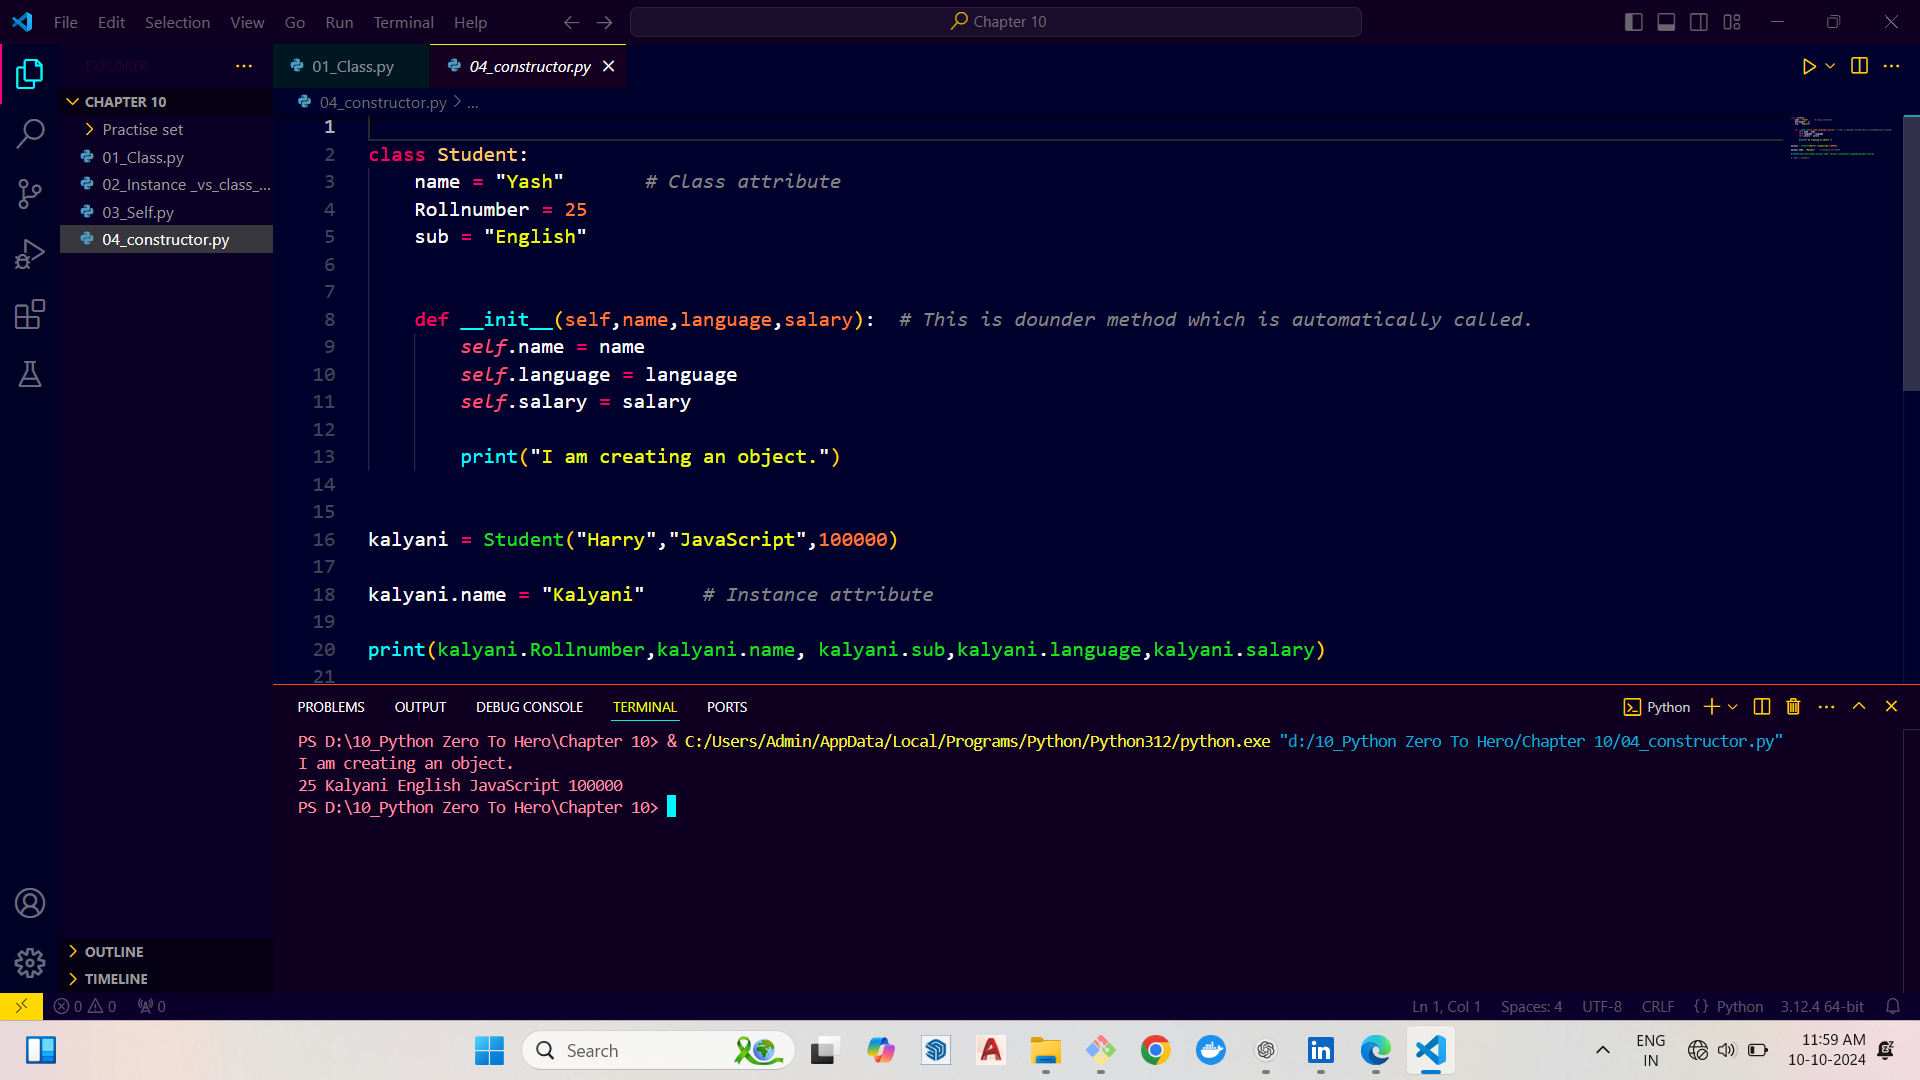 File Edit Selection View Go Run Terminal Help
Chapter 10
EXPLORER
01_Class.py
04_constructor.py
04_constructor.py > ...
CHAPTER 10
Practise set
01_Class.py
02_Instance _vs_class_...
03_Self.py
04_constructor.py
OUTLINE
TIMELINE
1
2 class Student:
3 name = "Yash" # Class attribute
4 Rollnumber = 25
5 sub = "English"
6
7
8 def __init__(self,name,language,salary): # This is dounder method which is automatically called.
9 self.name = name
10 self.language = language
11 self.salary = salary
12
13 print("I am creating an object.")
14
15
16 kalyani = Student("Harry","JavaScript",100000)
17
18 kalyani.name = "Kalyani" # Instance attribute
19
20 print(kalyani.Rollnumber,kalyani.name, kalyani.sub,kalyani.language,kalyani.salary)
21
PROBLEMS OUTPUT DEBUG CONSOLE TERMINAL PORTS
Python
PS D:\10_Python Zero To Hero\Chapter 10> & C:/Users/Admin/AppData/Local/Programs/Python/Python312/python.exe "d:/10_Python Zero To Hero/Chapter 10/04_constructor.py"
I am creating an object.
25 Kalyani English JavaScript 100000
PS D:\10_Python Zero To Hero\Chapter 10>
0 0 0
Ln 1, Col 1 Spaces: 4 UTF-8 CRLF {} Python 3.12.4 64-bit
Search
ENG
IN
11:59 AM
10-10-2024